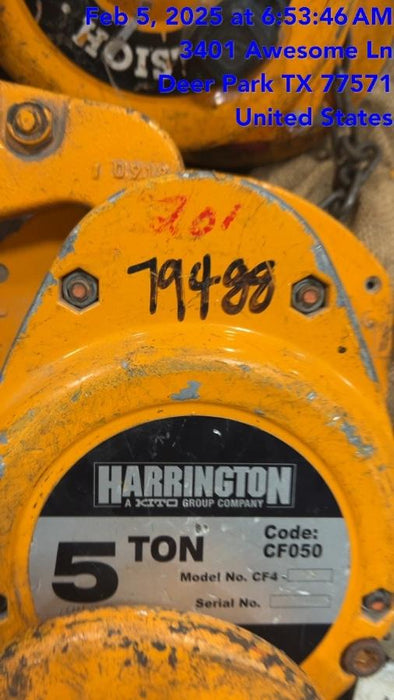 Feb 5, 2025 at 6:53:46 AM
3401 Awesome Ln
Deer Park TX 77571
United States
HOIST
20'
79488
HARRINGTON
A KITO GROUP COMPANY
5 TON
Code:
CF050
Model No. CF4-
Serial No.